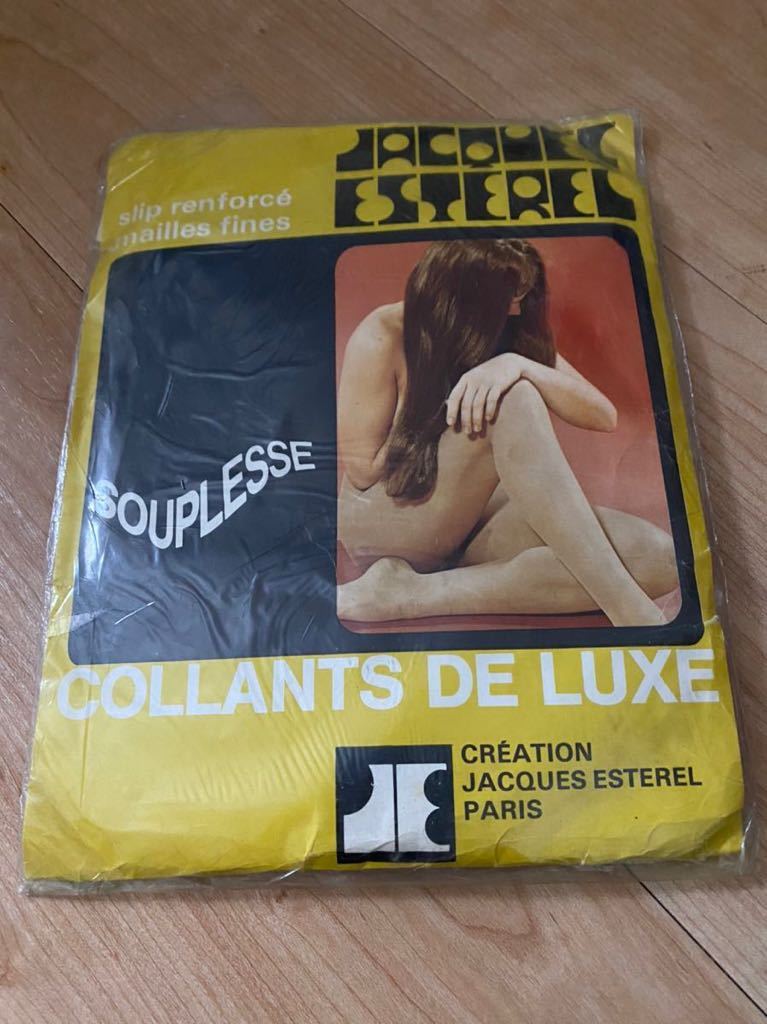 JACQUES
ESTEREL
slip renforcé
mailles fines
SOUPLESSE
COLLANTS DE LUXE
JE
CRÉATION
JACQUES ESTEREL
PARIS